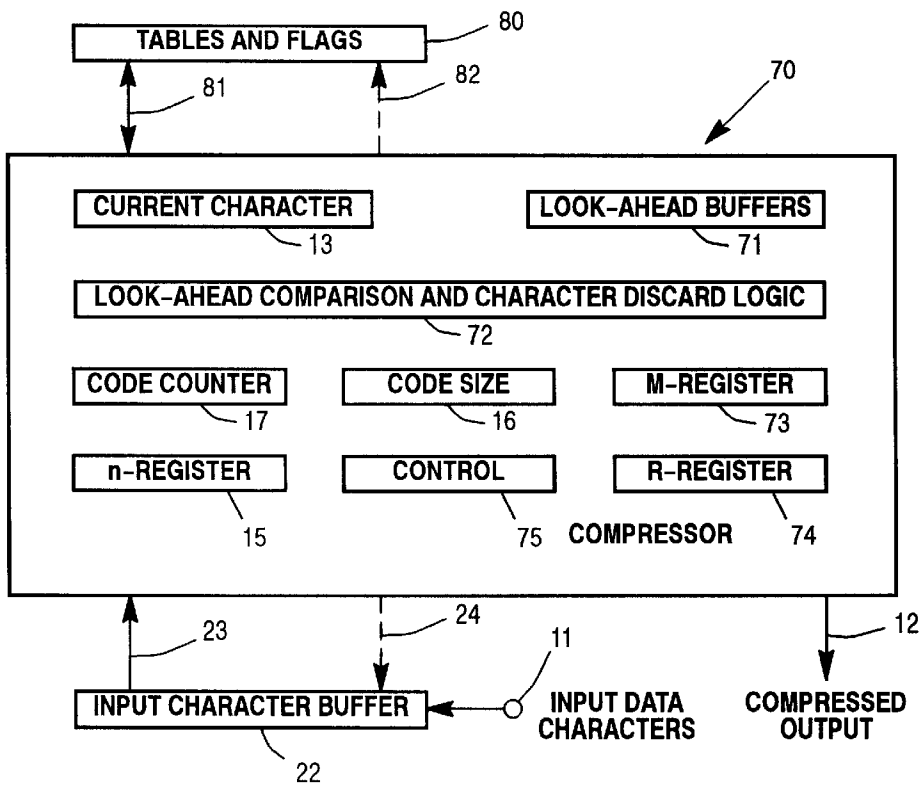 80
TABLES AND FLAGS
81
82
70
CURRENT CHARACTER
13
LOOK-AHEAD BUFFERS
71
LOOK-AHEAD COMPARISON AND CHARACTER DISCARD LOGIC
72
CODE COUNTER
17
CODE SIZE
16
M-REGISTER
73
n-REGISTER
15
CONTROL
75
R-REGISTER
74
COMPRESSOR
23
24
11
12
INPUT CHARACTER BUFFER
22
INPUT DATA
CHARACTERS
COMPRESSED
OUTPUT